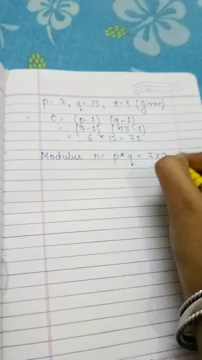 p = 7, q = 13, e = 5 (given)
= (p-1) (q-1)
= (7-1) (13-1)
= 6 * 12 = 72
Modulus n = p * q = 7 x 13